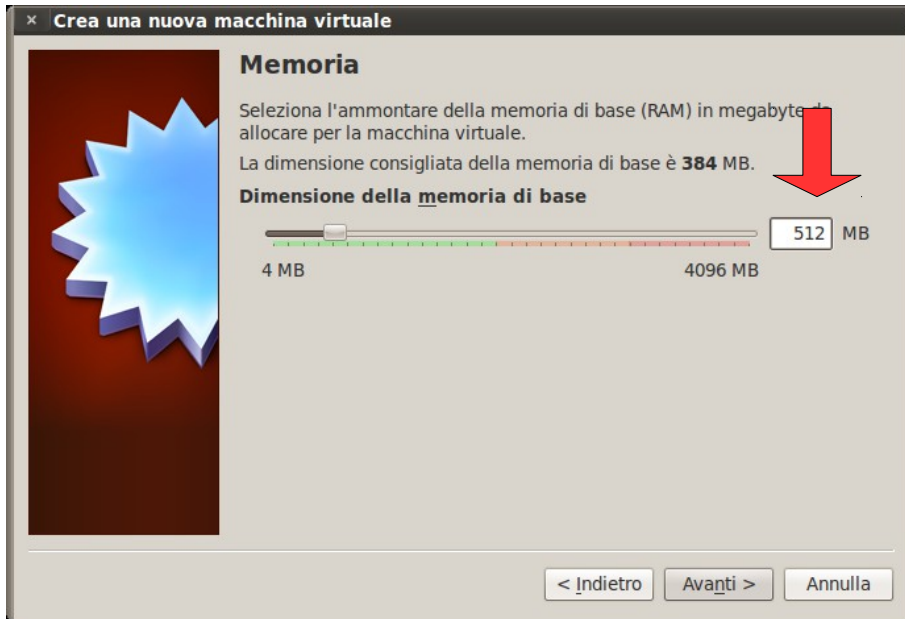 × Crea una nuova macchina virtuale
Memoria
Seleziona l'ammontare della memoria di base (RAM) in megabyte da
allocare per la macchina virtuale.
La dimensione consigliata della memoria di base è 384 MB.
Dimensione della memoria di base
512 MB
4 MB 4096 MB
< Indietro Avanti > Annulla